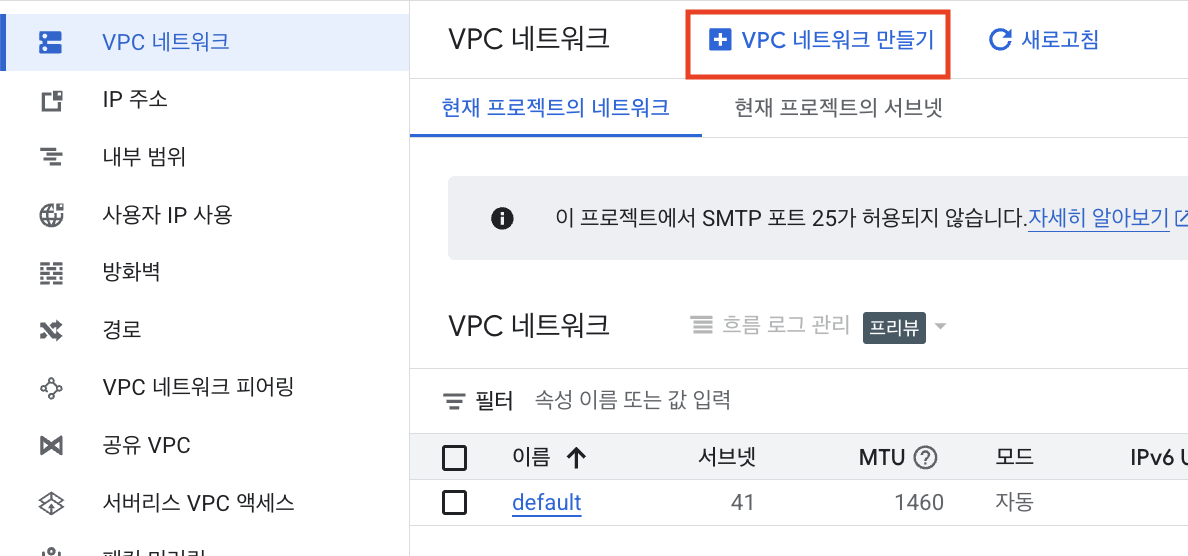 VPC 네트워크
IP 주소
내부 범위
사용자 IP 사용
방화벽
경로
VPC 네트워크 피어링
공유 VPC
서버리스 VPC 액세스
VPC 네트워크
VPC 네트워크 만들기
새로고침
현재 프로젝트의 네트워크
현재 프로젝트의 서브넷
이 프로젝트에서 SMTP 포트 25가 허용되지 않습니다.자세히 알아보기
VPC 네트워크
흐름 로그 관리
프리뷰
필터 속성 이름 또는 값 입력
이름 서브넷 MTU 모드 IPv6
default 41 1460 자동